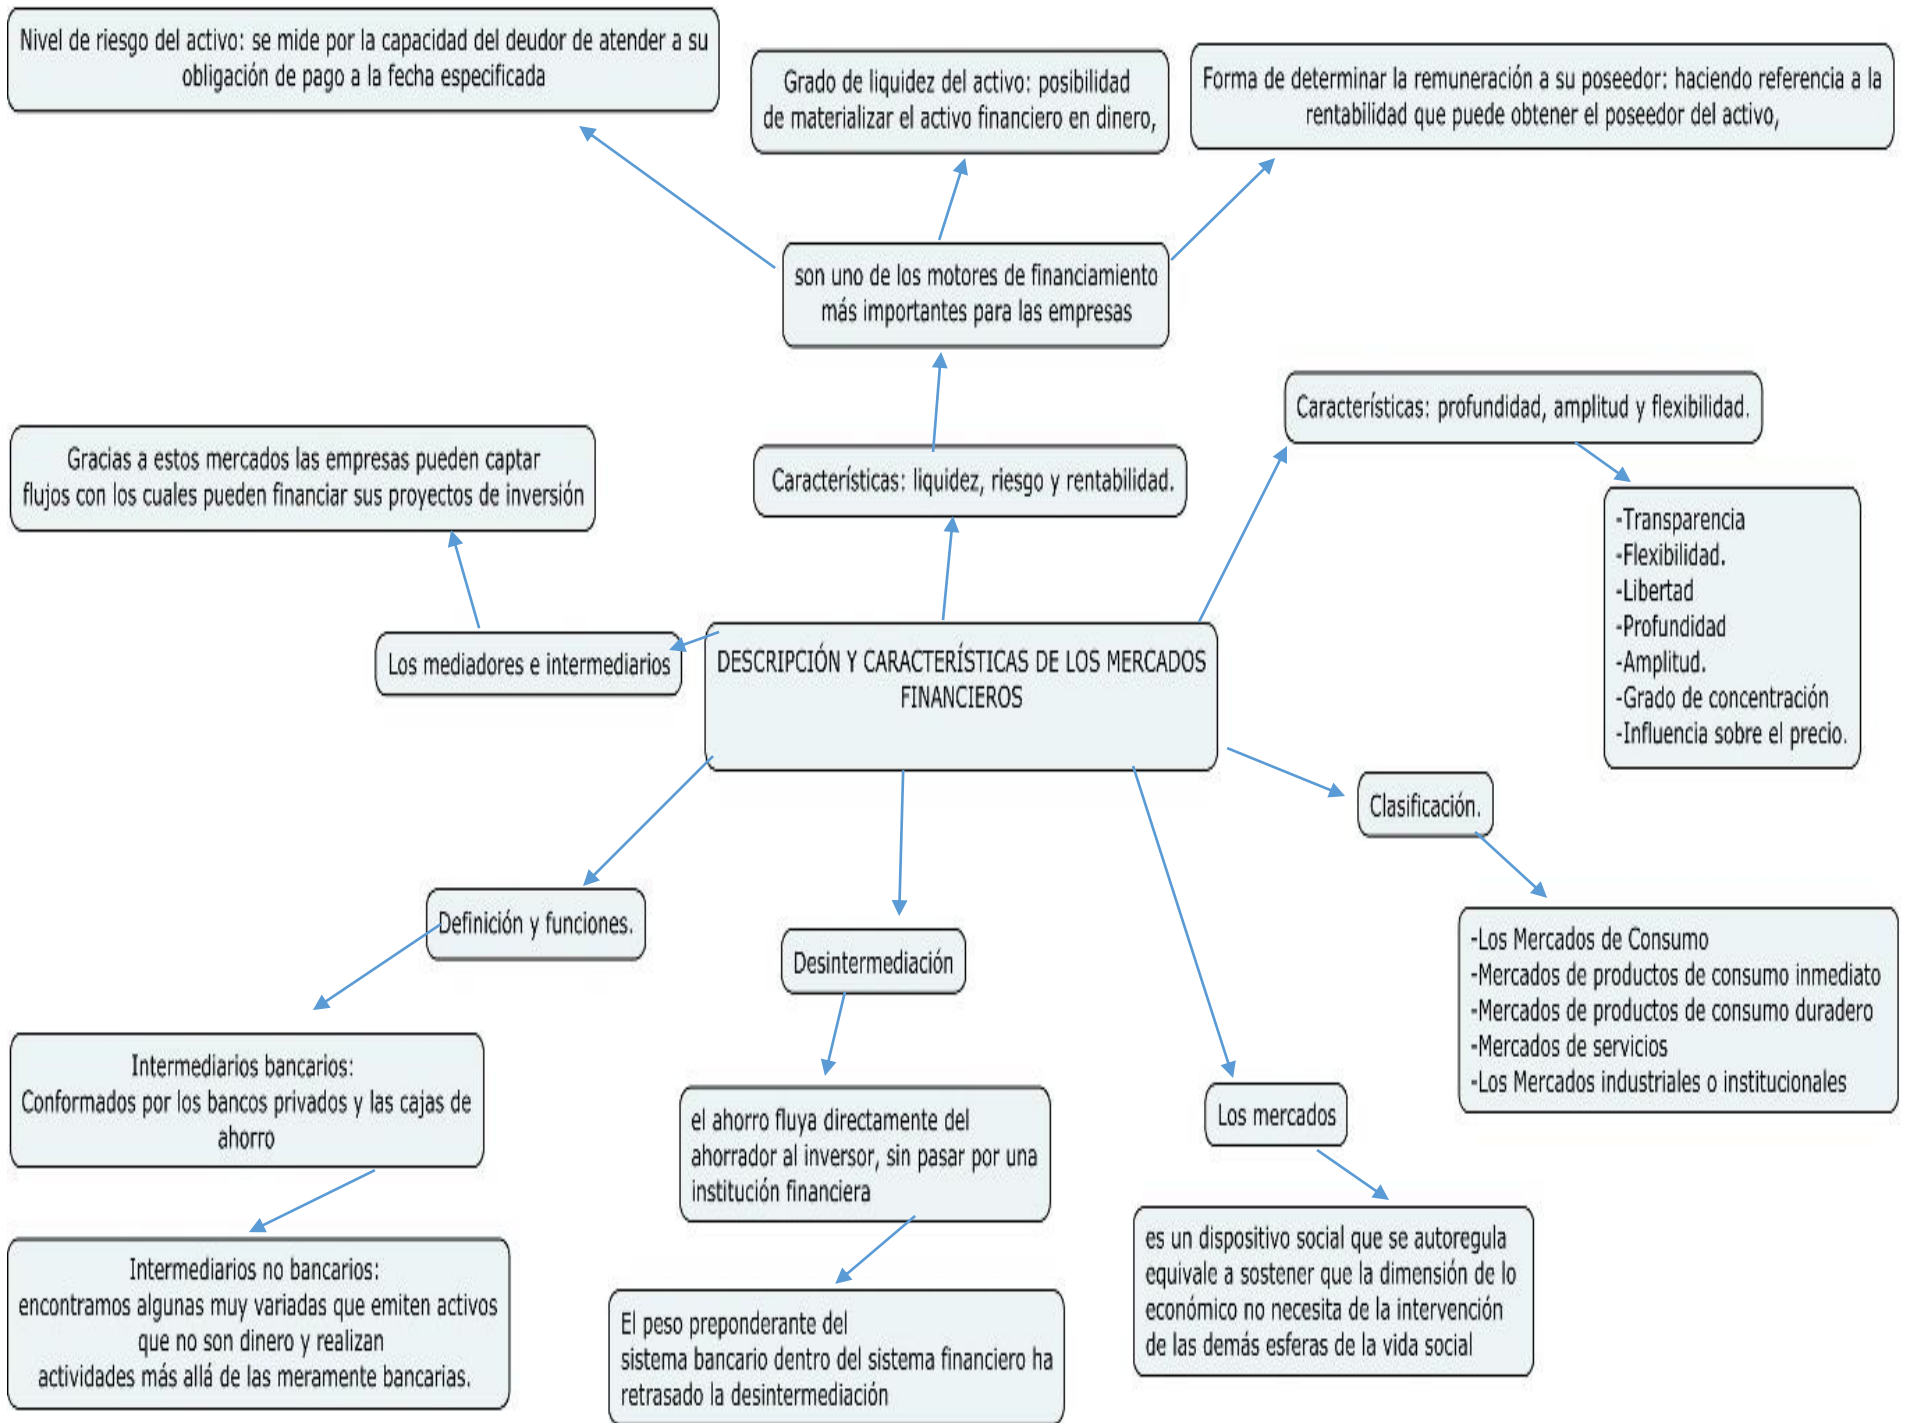 Nivel de riesgo del activo: se mide por la capacidad del deudor de atender a su
obligación de pago a la fecha especificada
Grado de liquidez del activo: posibilidad
de materializar el activo financiero en dinero,
Forma de determinar la remuneración a su poseedor: haciendo referencia a la
rentabilidad que puede obtener el poseedor del activo,
son uno de los motores de financiamiento
más importantes para las empresas
Características: profundidad, amplitud y flexibilidad.
Gracias a estos mercados las empresas pueden captar
flujos con los cuales pueden financiar sus proyectos de inversión
Características: liquidez, riesgo y rentabilidad.
-Transparencia
-Flexibilidad.
-Libertad
-Profundidad
-Amplitud.
-Grado de concentración
-Influencia sobre el precio.
Los mediadores e intermediarios
DESCRIPCIÓN Y CARACTERÍSTICAS DE LOS MERCADOS
FINANCIEROS
Clasificación.
Definición y funciones.
Desintermediación
-Los Mercados de Consumo
-Mercados de productos de consumo inmediato
-Mercados de productos de consumo duradero
-Mercados de servicios
-Los Mercados industriales o institucionales
Intermediarios bancarios:
Conformados por los bancos privados y las cajas de
ahorro
el ahorro fluya directamente del
ahorrador al inversor, sin pasar por una
institución financiera
Los mercados
Intermediarios no bancarios:
encontramos algunas muy variadas que emiten activos
que no son dinero y realizan
actividades más allá de las meramente bancarias.
El peso preponderante del
sistema bancario dentro del sistema financiero ha
retrasado la desintermediación
es un dispositivo social que se autoregula
equivale a sostener que la dimensión de lo
económico no necesita de la intervención
de las demás esferas de la vida social